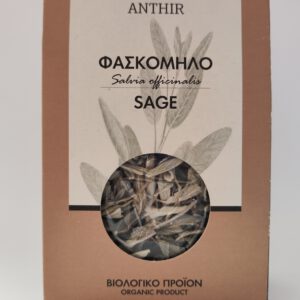 ANTHIR
ΦΑΣΚΟΜΗΛΟ
Salvia officinalis
SAGE
ΒΙΟΛΟΓΙΚΟ ΠΡΟΪΟΝ
ORGANIC PRODUCT